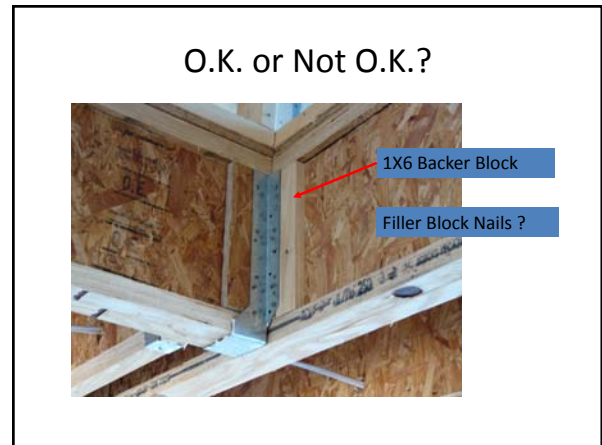 O.K. or Not O.K.?
1X6 Backer Block
Filler Block Nails ?